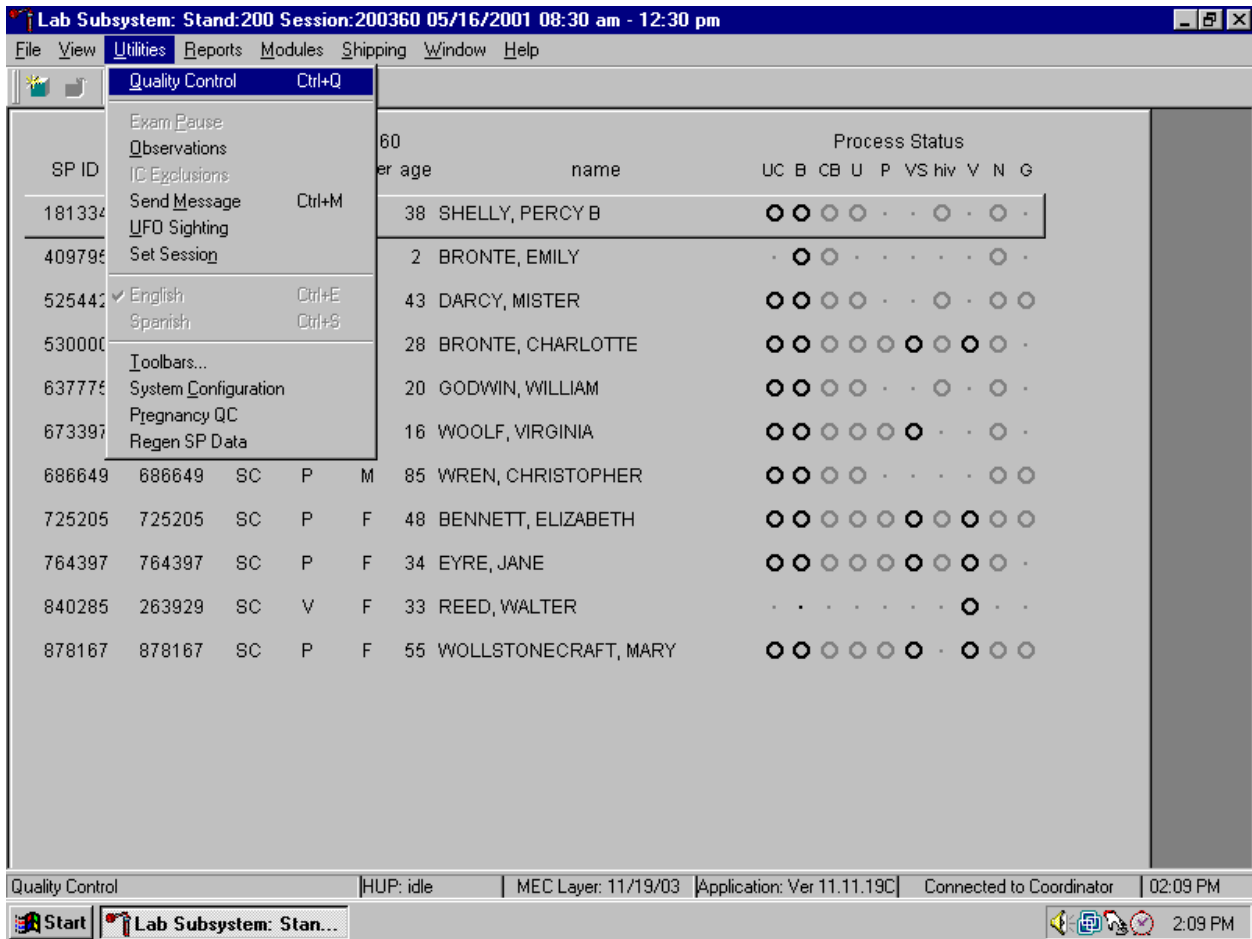 Lab Subsystem: Stand:200 Session:200360 05/16/2001 08:30 am - 12:30 pm
File View Utilities Reports Modules Shipping Window Help
Quality Control Ctrl+Q
Exam Pause
Observations
IC Exclusions
Send Message Ctrl+M
UFO Sighting
Set Session
English Ctrl+E
Spanish Ctrl+S
Toolbars...
System Configuration
Pregnancy QC
Regen SP Data
60 Process Status
SP ID er age name UC B CB U P VS hiv V N G
181334 38 SHELLY, PERCY B
409795 2 BRONTE, EMILY
525442 43 DARCY, MISTER
530000 28 BRONTE, CHARLOTTE
637775 20 GODWIN, WILLIAM
673397 16 WOOLF, VIRGINIA
686649 686649 SC P M 85 WREN, CHRISTOPHER
725205 725205 SC P F 48 BENNETT, ELIZABETH
764397 764397 SC P F 34 EYRE, JANE
840285 263929 SC V F 33 REED, WALTER
878167 878167 SC P F 55 WOLLSTONECRAFT, MARY
Quality Control HUP: idle MEC Layer: 11/19/03 Application: Ver 11.11.19C Connected to Coordinator 02:09 PM
Start Lab Subsystem: Stan... 2:09 PM